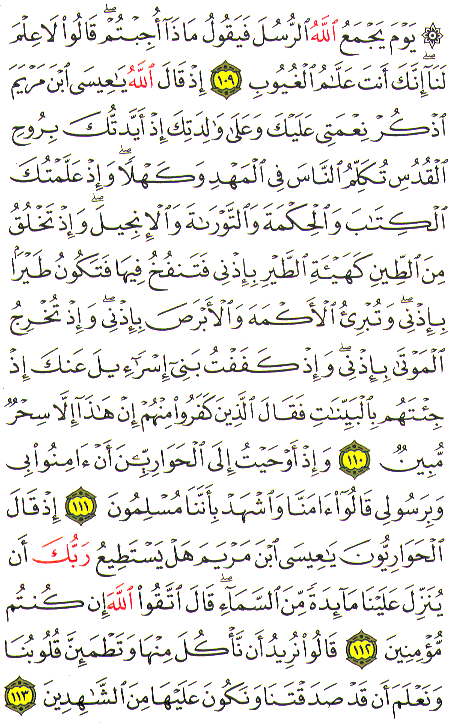 ۞ يَوْمَ يَجْمَعُ ٱللَّهُ ٱلرُّسُلَ فَيَقُولُ مَاذَآ أُجِبْتُمْ ۖ قَالُوا۟ لَا عِلْمَ
لَنَآ ۖ إِنَّكَ أَنتَ عَلَّٰمُ ٱلْغُيُوبِ ١٠٩ إِذْ قَالَ ٱللَّهُ يَٰعِيسَى ٱبْنَ مَرْيَمَ
ٱذْكُرْ نِعْمَتِى عَلَيْكَ وَعَلَىٰ وَٰلِدَتِكَ إِذْ أَيَّدتُّكَ بِرُوحِ
ٱلْقُدُسِ تُكَلِّمُ ٱلنَّاسَ فِى ٱلْمَهْدِ وَكَهْلًا ۖ وَإِذْ عَلَّمْتُكَ
ٱلْكِتَٰبَ وَٱلْحِكْمَةَ وَٱلتَّوْرَىٰةَ وَٱلْإِنجِيلَ ۖ وَإِذْ تَخْلُقُ
مِنَ ٱلطِّينِ كَهَيْـَٔةِ ٱلطَّيْرِ بِإِذْنِى فَتَنفُخُ فِيهَا فَتَكُونُ طَيْرًۢا
بِإِذْنِى ۖ وَتُبْرِئُ ٱلْأَكْمَهَ وَٱلْأَبْرَصَ بِإِذْنِى ۖ وَإِذْ تُخْرِجُ
ٱلْمَوْتَىٰ بِإِذْنِى ۖ وَإِذْ كَفَفْتُ بَنِىٓ إِسْرَٰٓءِيلَ عَنكَ إِذْ
جِئْتَهُم بِٱلْبَيِّنَٰتِ فَقَالَ ٱلَّذِينَ كَفَرُوا۟ مِنْهُمْ إِنْ هَٰذَآ إِلَّا سِحْرٌ
مُّبِينٌ ١١٠ وَإِذْ أَوْحَيْتُ إِلَى ٱلْحَوَارِيِّۦنَ أَنْ ءَامِنُوا۟ بِى
وَبِرَسُولِى قَالُوٓا۟ ءَامَنَّا وَٱشْهَدْ بِأَنَّنَا مُسْلِمُونَ ١١١ إِذْ قَالَ
ٱلْحَوَارِيُّونَ يَٰعِيسَى ٱبْنَ مَرْيَمَ هَلْ يَسْتَطِيعُ رَبُّكَ أَن
يُنَزِّلَ عَلَيْنَا مَآئِدَةً مِّنَ ٱلسَّمَآءِ ۖ قَالَ ٱتَّقُوا۟ ٱللَّهَ إِن كُنتُم
مُّؤْمِنِينَ ١١٢ قَالُوا۟ نُرِيدُ أَن نَّأْكُلَ مِنْهَا وَتَطْمَئِنَّ قُلُوبُنَا
وَنَعْلَمَ أَن قَدْ صَدَقْتَنَا وَنَكُونَ عَلَيْهَا مِنَ ٱلشَّٰهِدِينَ ١١٣